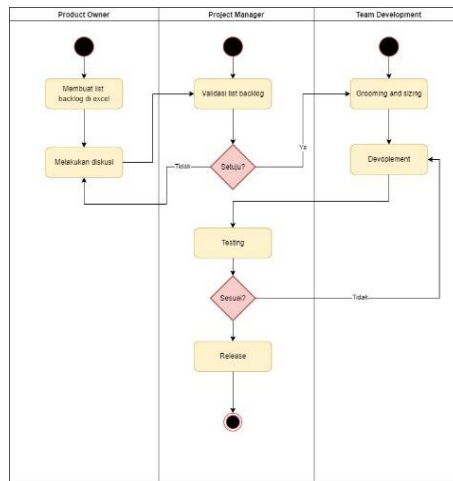 Product Owner
Project Manager
Team Development
Membuat list
backlog di excel
Validasi list backlog
Grooming and sizing
Ya
Melakukan diskusi
Tidak
Setuju?
Devoplement
Testing
Sesuai?
Tidak
Release